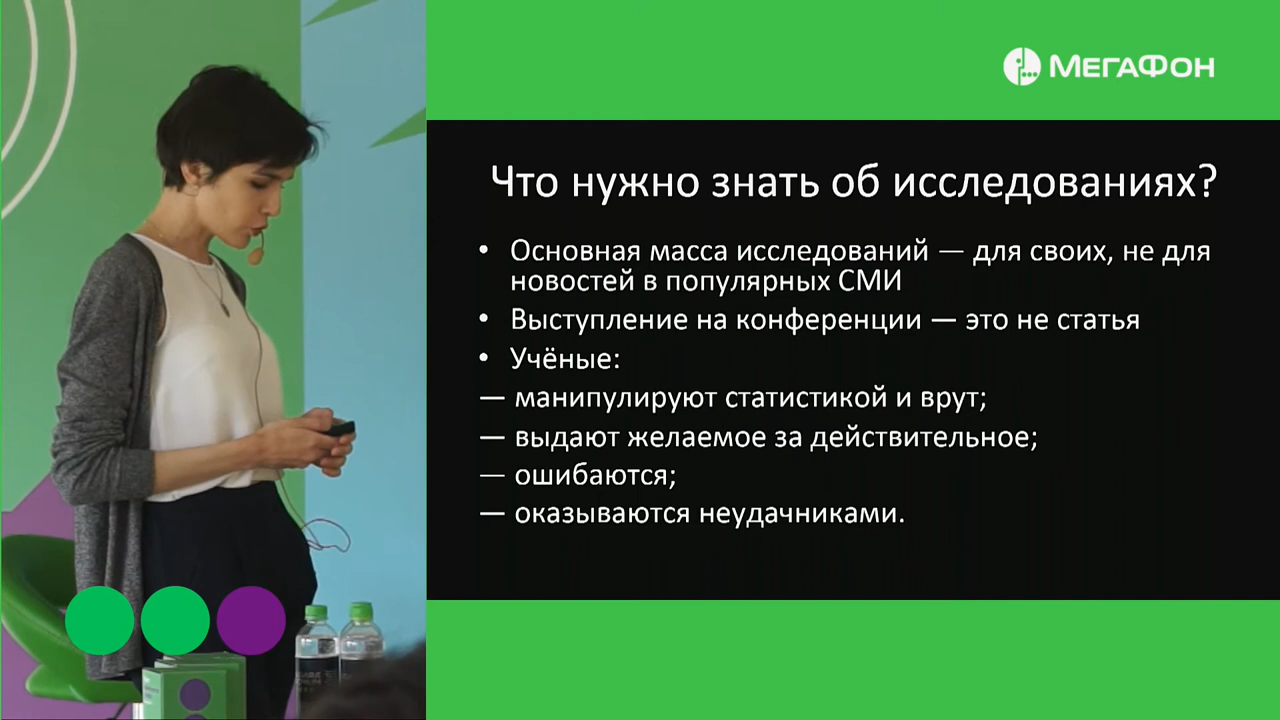 МЕГАФОН
Что нужно знать об исследованиях?
• Основная масса исследований — для своих, не для
новостей в популярных СМИ
• Выступление на конференции — это не статья
• Учёные:
— манипулируют статистикой и врут;
— выдают желаемое за действительное;
— ошибаются;
— оказываются неудачниками.